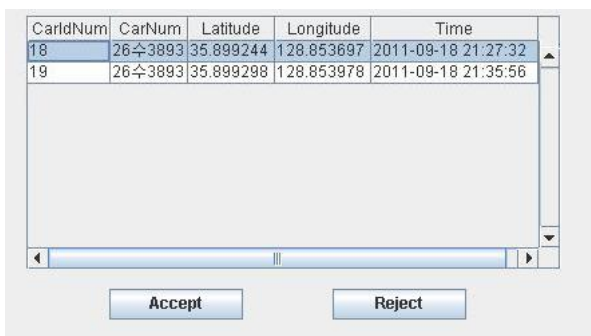 CarIdNum CarNum Latitude Longitude Time
18 26수3893 35.899244 128.853697 2011-09-18 21:27:32
19 26수3893 35.899298 128.853978 2011-09-18 21:35:56
Accept Reject